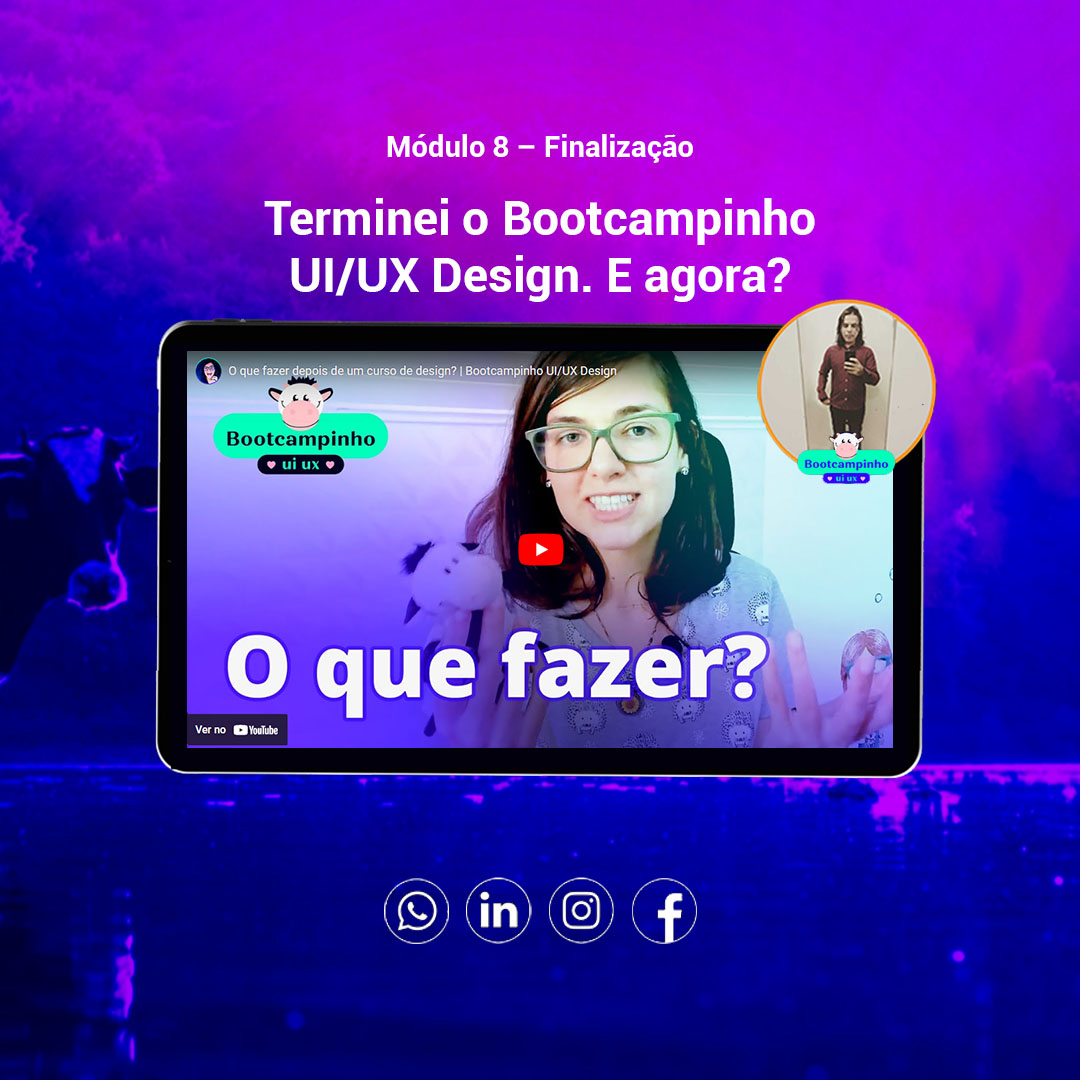 Módulo 8 – Finalização
Terminei o Bootcampinho
UI/UX Design. E agora?
O que fazer depois de um curso de design? | Bootcampinho UI/UX Design
Bootcampinho
ui ux
Bootcampinho
ui ux
O que fazer?
Ver no YouTube
in
f